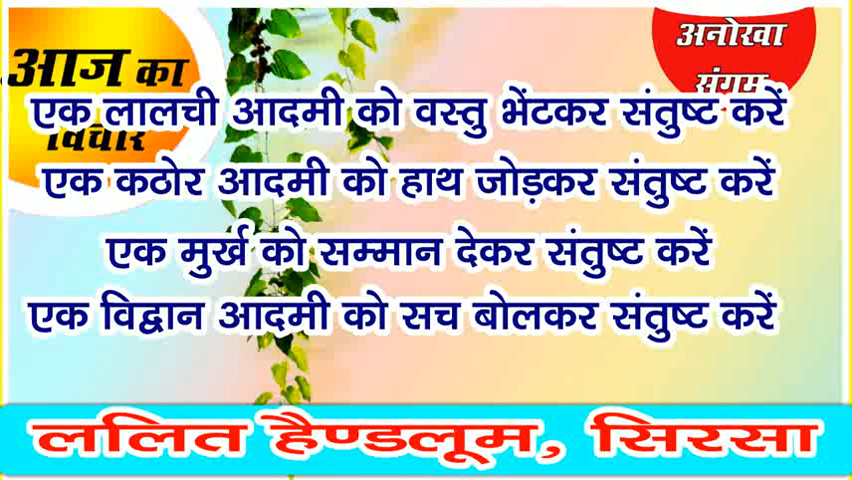 आज का
विचार
अनोखा
संगम
एक लालची आदमी को वस्तु भेंटकर संतुष्ट करें
एक कठोर आदमी को हाथ जोड़कर संतुष्ट करें
एक मुर्ख को सम्मान देकर संतुष्ट करें
एक विद्वान आदमी को सच बोलकर संतुष्ट करें
ललित हैण्डलूम, सिरसा